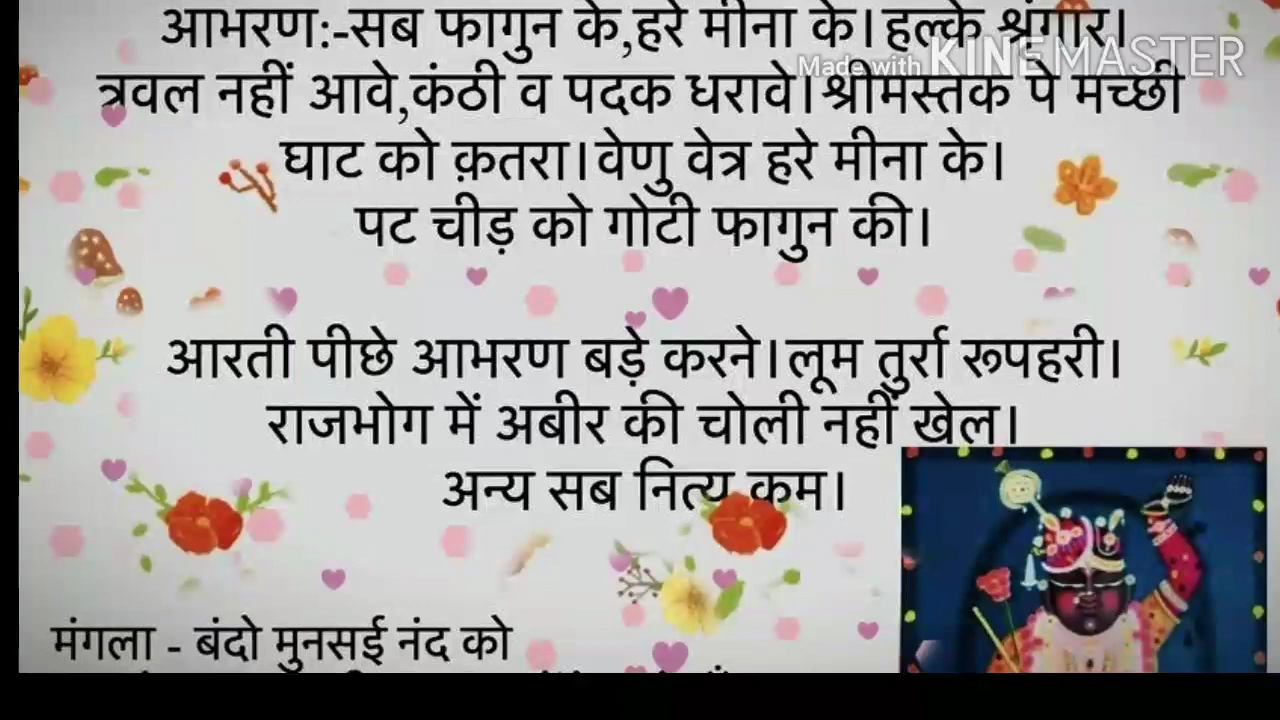 आभरण:-सब फागुन के,हरे मीना के।हल्के श्रंगार।
Made with KINEMASTER
त्रवल नहीं आवे,कंठी व पदक धरावे।श्रीमस्तक पे मच्छी
घाट को क़तरा।वेणु वेत्र हरे मीना के।
पट चीड़ को गोटी फागुन की।
आरती पीछे आभरण बड़े करने।लूम तुर्रा रूपहरी।
राजभोग में अबीर की चोली नहीं खेल।
अन्य सब नित्य कम।
मंगला - बंदो मुनसई नंद को